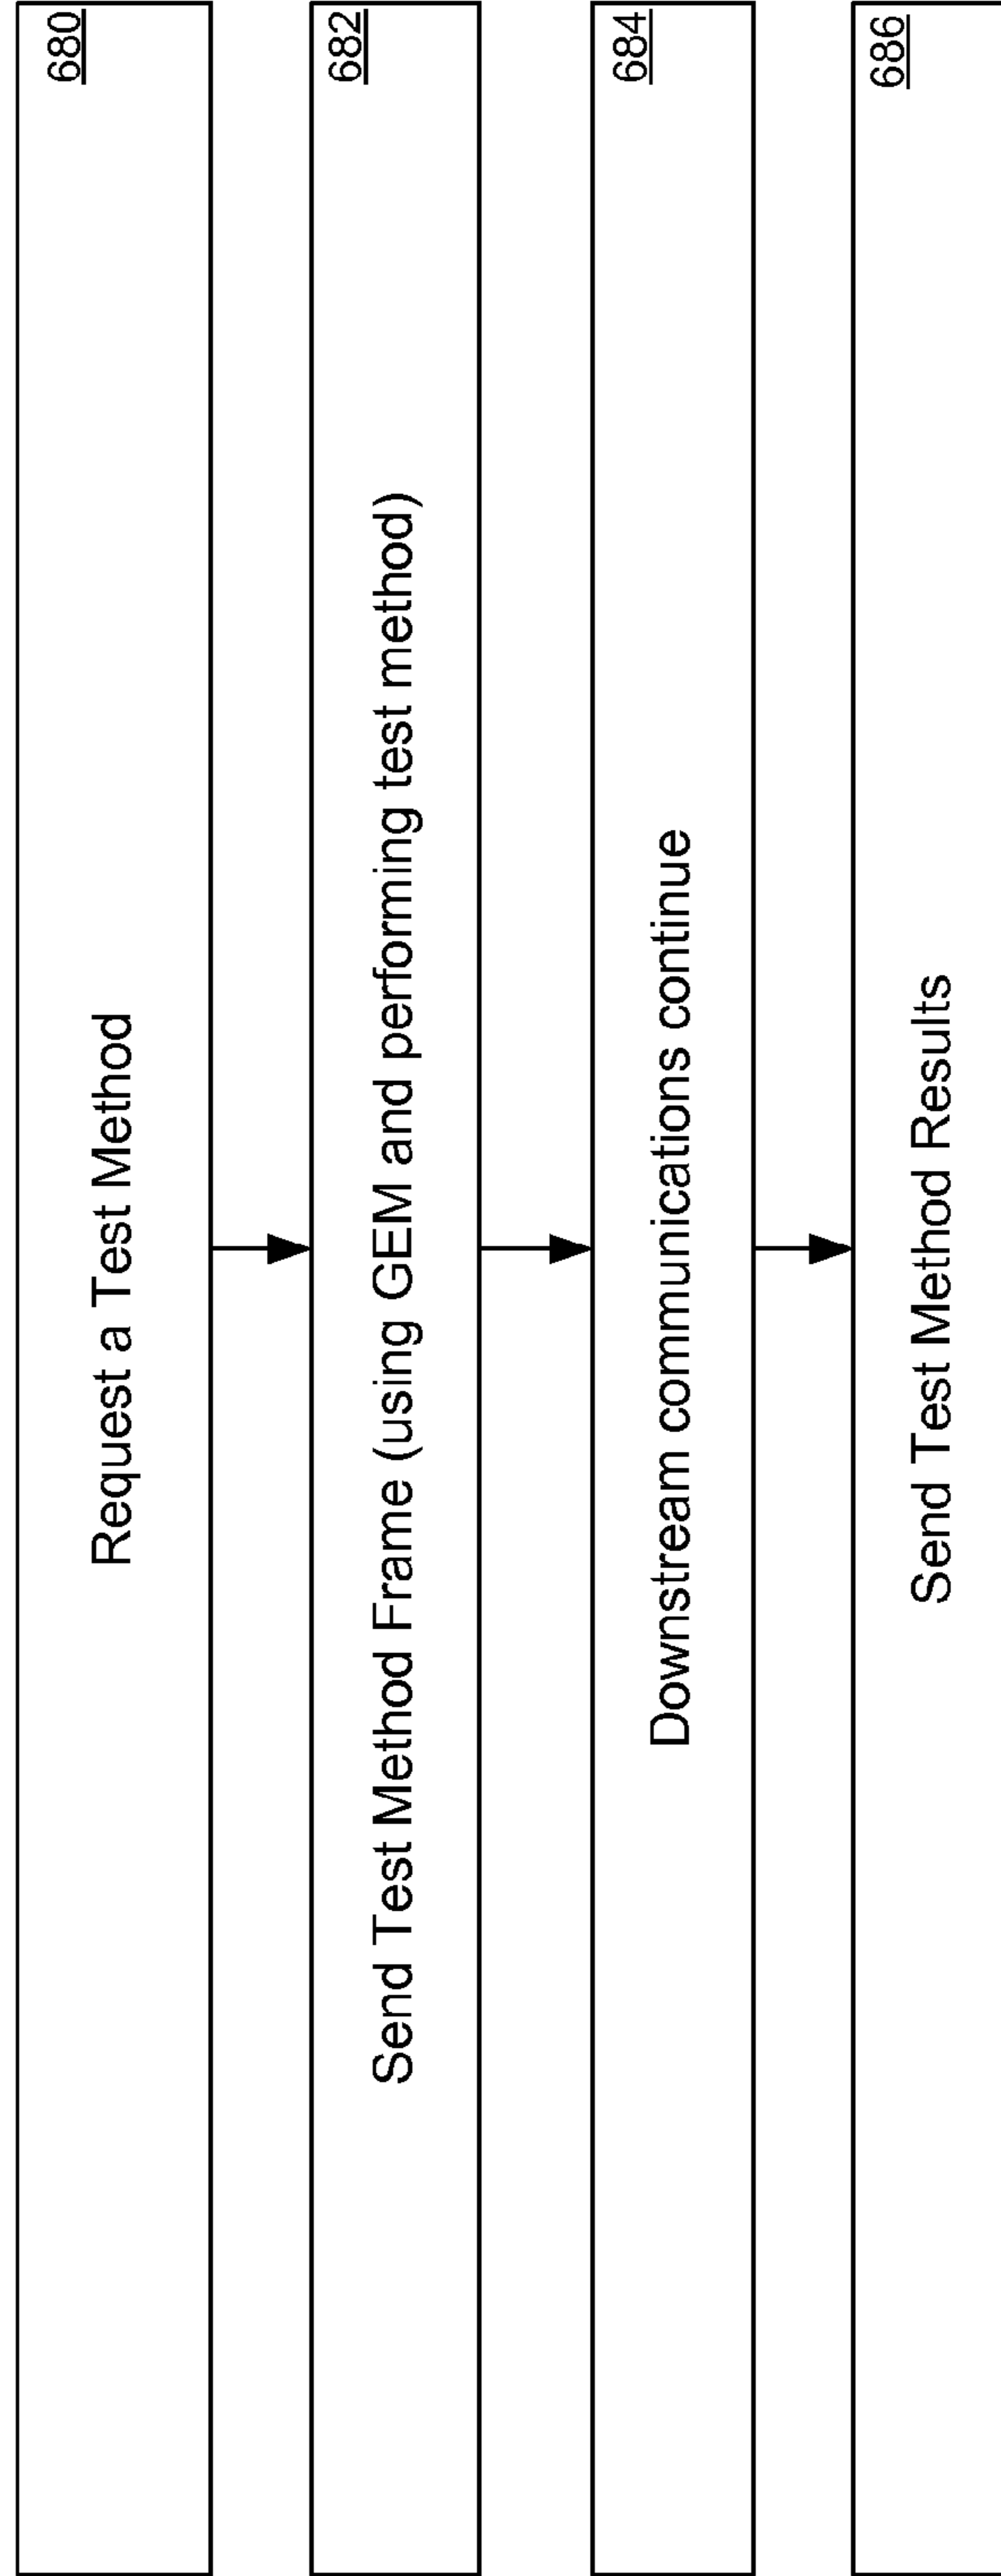 680
Request a Test Method
682
Send Test Method Frame (using GEM and performing test method)
684
Downstream communications continue
686
Send Test Method Results